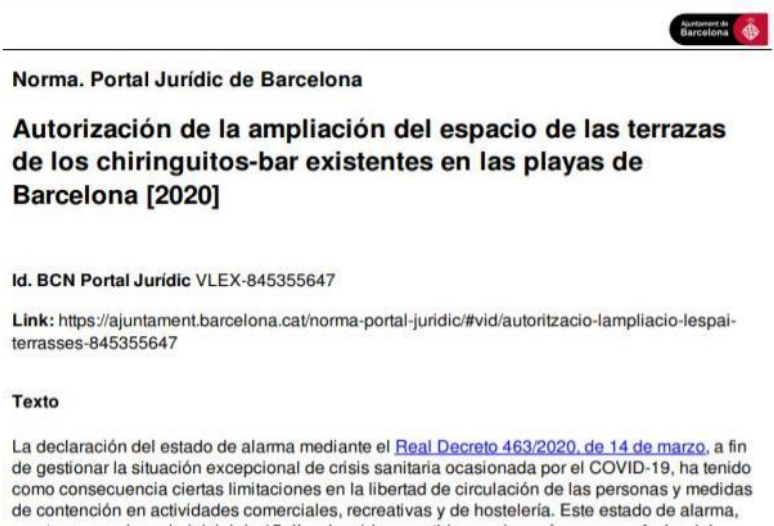 Ajuntament de
Barcelona
Norma. Portal Jurídic de Barcelona
Autorización de la ampliación del espacio de las terrazas
de los chiringuitos-bar existentes en las playas de
Barcelona [2020]
Id. BCN Portal Jurídic VLEX-845355647
Link: https://ajuntament.barcelona.cat/norma-portal-juridic/#vid/autoritzacio-lampliacio-lespai-
terrasses-845355647
Texto
La declaración del estado de alarma mediante el Real Decreto 463/2020, de 14 de marzo, a fin
de gestionar la situación excepcional de crisis sanitaria ocasionada por el COVID-19, ha tenido
como consecuencia ciertas limitaciones en la libertad de circulación de las personas y medidas
de contención en actividades comerciales, recreativas y de hostelería. Este estado de alarma,